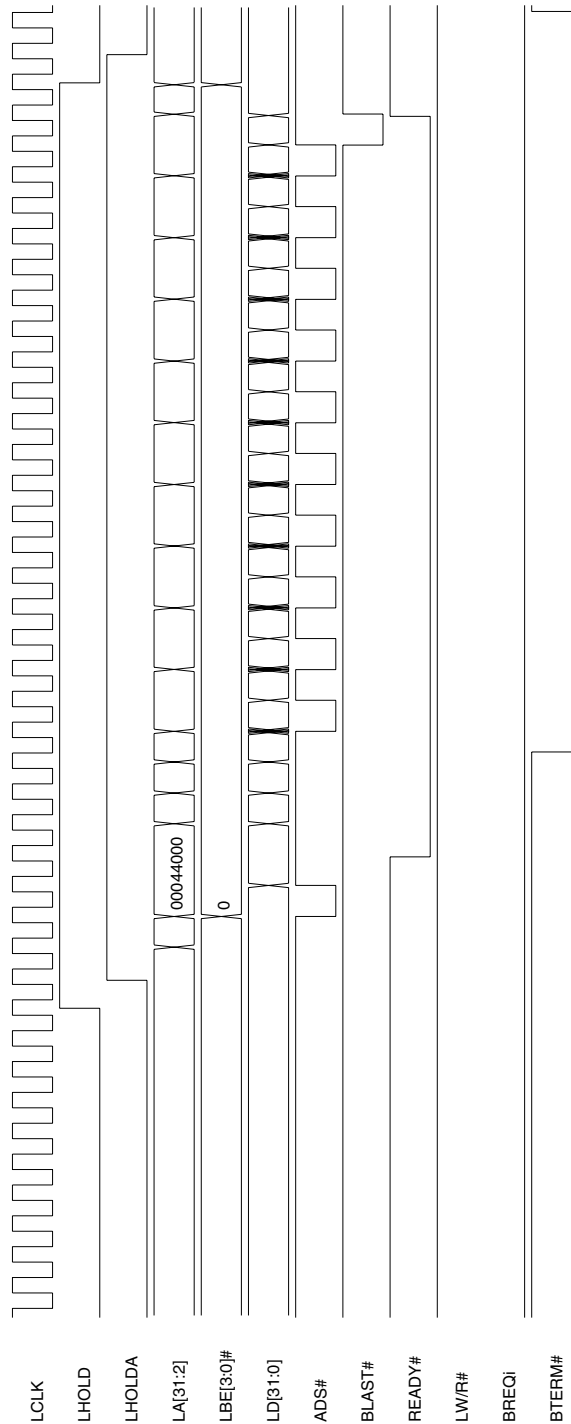 LCLK
LHOLD
LHOLDA
LA[31:2]
00044000
LBE[3:0]#
0
LD[31:0]
ADS#
BLAST#
READY#
LW/R#
BREQi
BTERM#